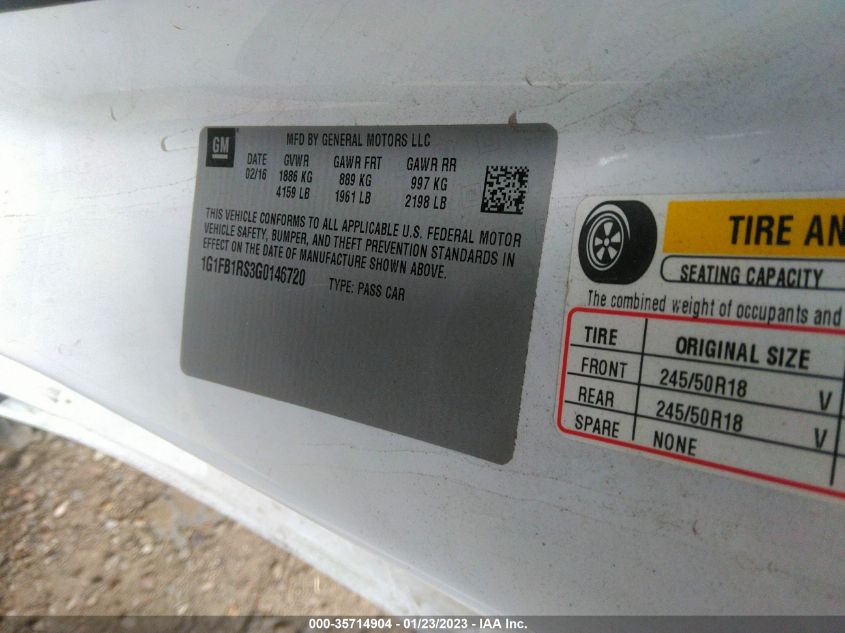 GM
MFD BY GENERAL MOTORS LLC
DATE GVWR GAWR FRT GAWR RR
02/16 1886 KG 889 KG 997 KG
4159 LB 1961 LB 2198 LB
THIS VEHICLE CONFORMS TO ALL APPLICABLE U.S. FEDERAL MOTOR
VEHICLE SAFETY, BUMPER, AND THEFT PREVENTION STANDARDS IN
EFFECT ON THE DATE OF MANUFACTURE SHOWN ABOVE.
1G1FB1RS3G0146720 TYPE: PASS CAR
TIRE AN
SEATING CAPACITY
The combined weight of occupants and
TIRE ORIGINAL SIZE
FRONT 245/50R18 V
REAR 245/50R18 V
SPARE NONE
000-35714904 - 01/23/2023 - IAA Inc.